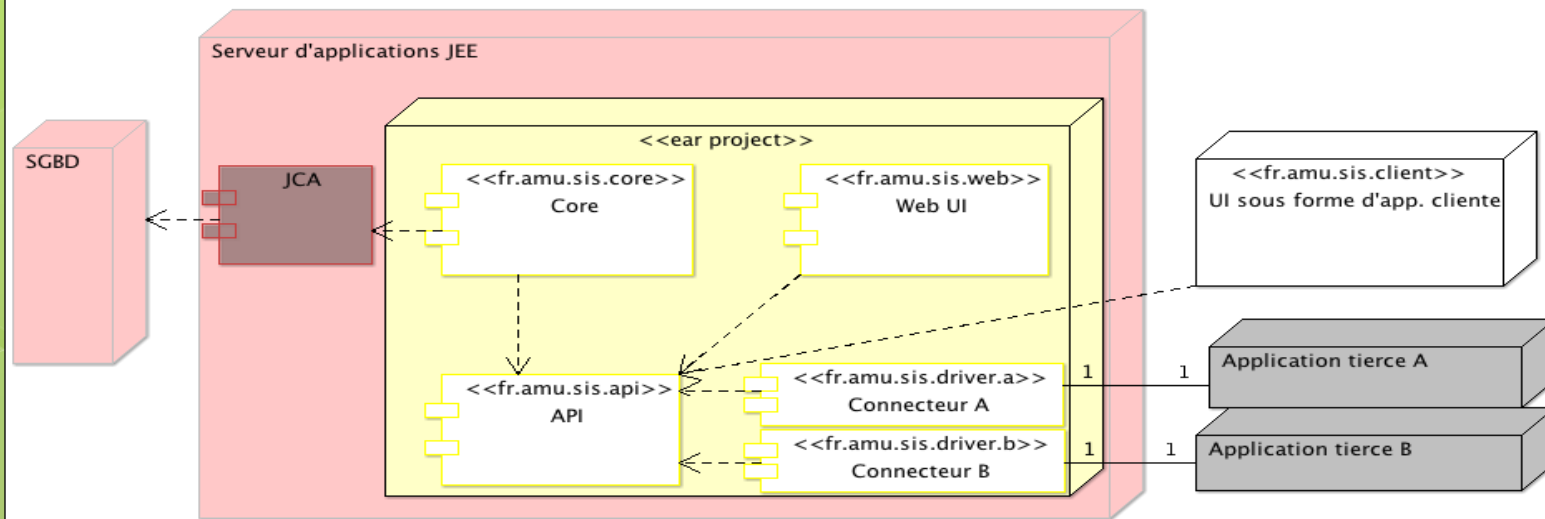 Serveur d'applications JEE
SGBD
JCA
<<ear project>>
<<fr.amu.sis.core>>
Core
<<fr.amu.sis.web>>
Web UI
<<fr.amu.sis.client>>
UI sous forme d'app. cliente
<<fr.amu.sis.api>>
API
<<fr.amu.sis.driver.a>>
Connecteur A
1
1
Application tierce A
<<fr.amu.sis.driver.b>>
Connecteur B
1
1
Application tierce B